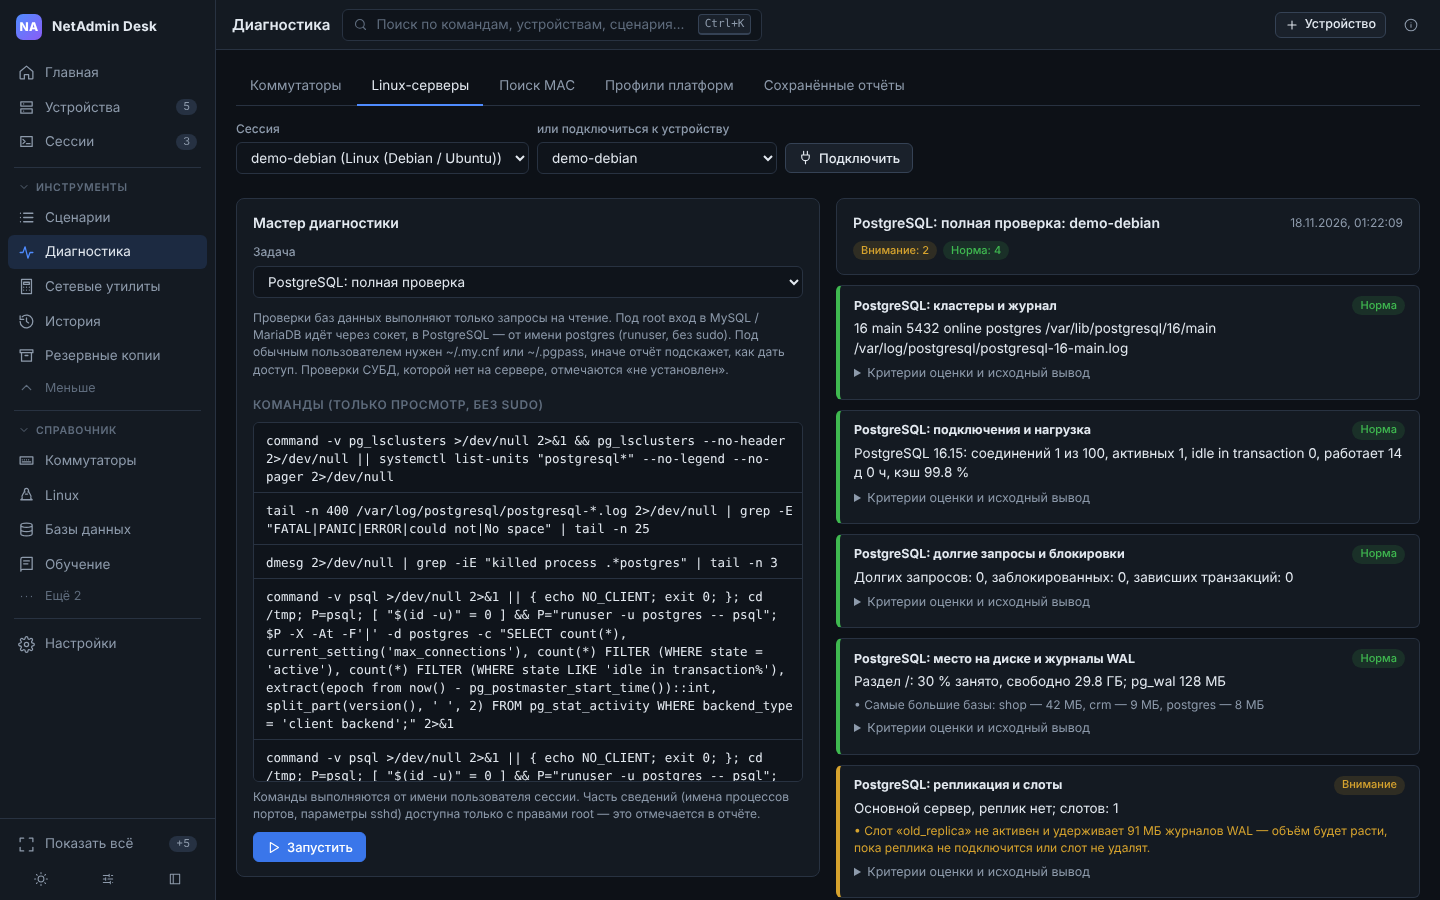 NA NetAdmin Desk
Главная
Устройства 5
Сессии 3
ИНСТРУМЕНТЫ
Сценарии
Диагностика
Сетевые утилиты
История
Резервные копии
Меньше
СПРАВОЧНИК
Коммутаторы
Linux
Базы данных
Обучение
Ещё 2
Настройки
Показать всё +5
Диагностика
Поиск по командам, устройствам, сценария... Ctrl+K
Устройство
Коммутаторы Linux-серверы Поиск MAC Профили платформ Сохранённые отчёты
Сессия
или подключиться к устройству
demo-debian (Linux (Debian / Ubuntu))
demo-debian
Подключить
Мастер диагностики
Задача
PostgreSQL: полная проверка
Проверки баз данных выполняют только запросы на чтение. Под root вход в MySQL /
MariaDB идёт через сокет, в PostgreSQL — от имени postgres (runuser, без sudo). Под
обычным пользователем нужен ~/.my.cnf или ~/.pgpass, иначе отчёт подскажет, как дать
доступ. Проверки СУБД, которой нет на сервере, отмечаются «не установлен».
КОМАНДЫ (ТОЛЬКО ПРОСМОТР, БЕЗ SUDO)
command -v pg_lsclusters >/dev/null 2>&1 && pg_lsclusters --no-header
2>/dev/null || systemctl list-units "postgresql*" --no-legend --no-
pager 2>/dev/null
tail -n 400 /var/log/postgresql/postgresql-*.log 2>/dev/null | grep -E
"FATAL|PANIC|ERROR|could not|No space" | tail -n 25
dmesg 2>/dev/null | grep -iE "killed process .*postgres" | tail -n 3
command -v psql >/dev/null 2>&1 || { echo NO_CLIENT; exit 0; }; cd
/tmp; P=psql; [ "$(id -u)" = 0 ] && P="runuser -u postgres -- psql";
$P -X -At -F'|' -d postgres -c "SELECT count(*),
current_setting('max_connections'), count(*) FILTER (WHERE state =
'active'), count(*) FILTER (WHERE state LIKE 'idle in transaction%'),
extract(epoch from now() - pg_postmaster_start_time())::int,
split_part(version(), ' ', 2) FROM pg_stat_activity WHERE backend_type
= 'client backend';" 2>&1
command -v psql >/dev/null 2>&1 || { echo NO_CLIENT; exit 0; }; cd
/tmp; P=psql; [ "$(id -u)" = 0 ] && P="runuser -u postgres -- psql";
Команды выполняются от имени пользователя сессии. Часть сведений (имена процессов
портов, параметры sshd) доступна только с правами root — это отмечается в отчёте.
Запустить
PostgreSQL: полная проверка: demo-debian 18.11.2026, 01:22:09
Внимание: 2 Норма: 4
PostgreSQL: кластеры и журнал Норма
16 main 5432 online postgres /var/lib/postgresql/16/main
/var/log/postgresql/postgresql-16-main.log
Критерии оценки и исходный вывод
PostgreSQL: подключения и нагрузка Норма
PostgreSQL 16.15: соединений 1 из 100, активных 1, idle in transaction 0, работает 14
д 0 ч, кэш 99.8 %
Критерии оценки и исходный вывод
PostgreSQL: долгие запросы и блокировки Норма
Долгих запросов: 0, заблокированных: 0, зависших транзакций: 0
Критерии оценки и исходный вывод
PostgreSQL: место на диске и журналы WAL Норма
Раздел /: 30 % занято, свободно 29.8 ГБ; pg_wal 128 МБ
• Самые большие базы: shop — 42 МБ, crm — 9 МБ, postgres — 8 МБ
Критерии оценки и исходный вывод
PostgreSQL: репликация и слоты Внимание
Основной сервер, реплик нет; слотов: 1
• Слот «old_replica» не активен и удерживает 91 МБ журналов WAL — объём будет расти,
пока реплика не подключится или слот не удалят.
Критерии оценки и исходный вывод